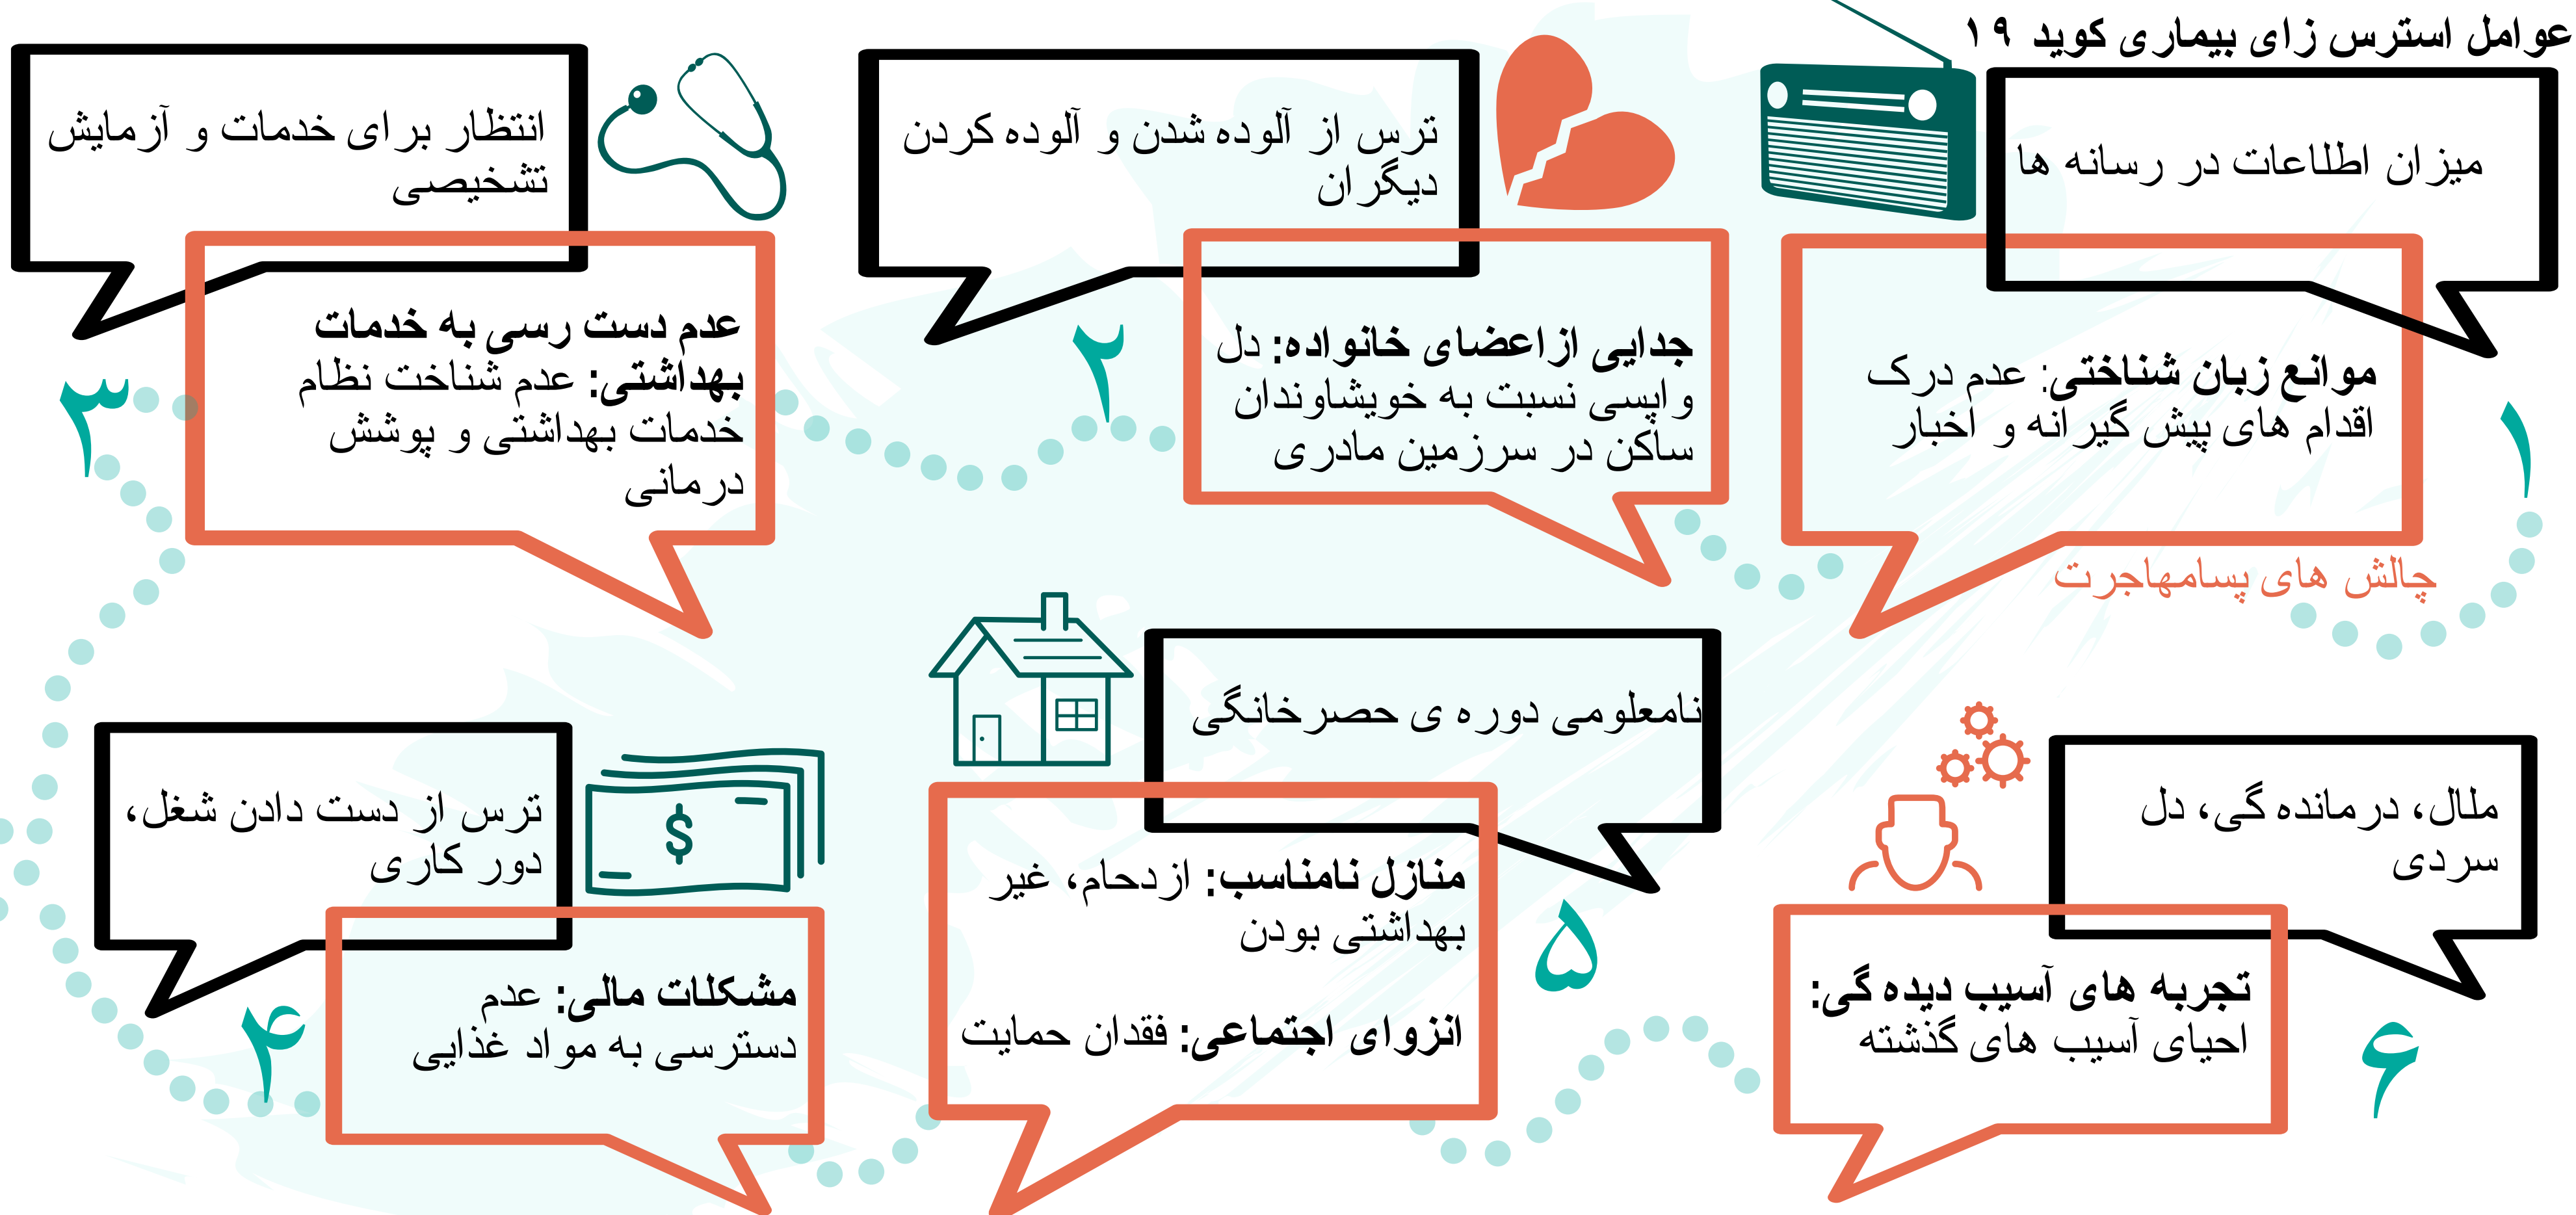 عوامل استرس زای بیماری کوید ۱۹
میزان اطلاعات در رسانه ها
موانع زبان شناختی: عدم درک
اقدام های پیش گیرانه و اخبار
چالش های پسامهاجرت
۱
ترس از آلوده شدن و آلوده کردن
دیگران
جدایی ازاعضای خانواده: دل
واپسی نسبت به خویشاوندان
ساکن در سرزمین مادری
۲
انتظار برای خدمات و آزمایش
تشخیصی
عدم دست رسی به خدمات
بهداشتی: عدم شناخت نظام
خدمات بهداشتی و پوشش
درمانی
۳
ترس از دست دادن شغل،
دور کاری
$
مشکلات مالی: عدم
دسترسی به مواد غذایی
۴
نامعلومی دوره ی حصرخانگی
منازل نامناسب: ازدحام، غیر
بهداشتی بودن
انزوای اجتماعی: فقدان حمایت
۵
ملال، درمانده گی، دل
سردی
تجربه های آسیب دیده گی:
احیای آسیب های گذشته
۶